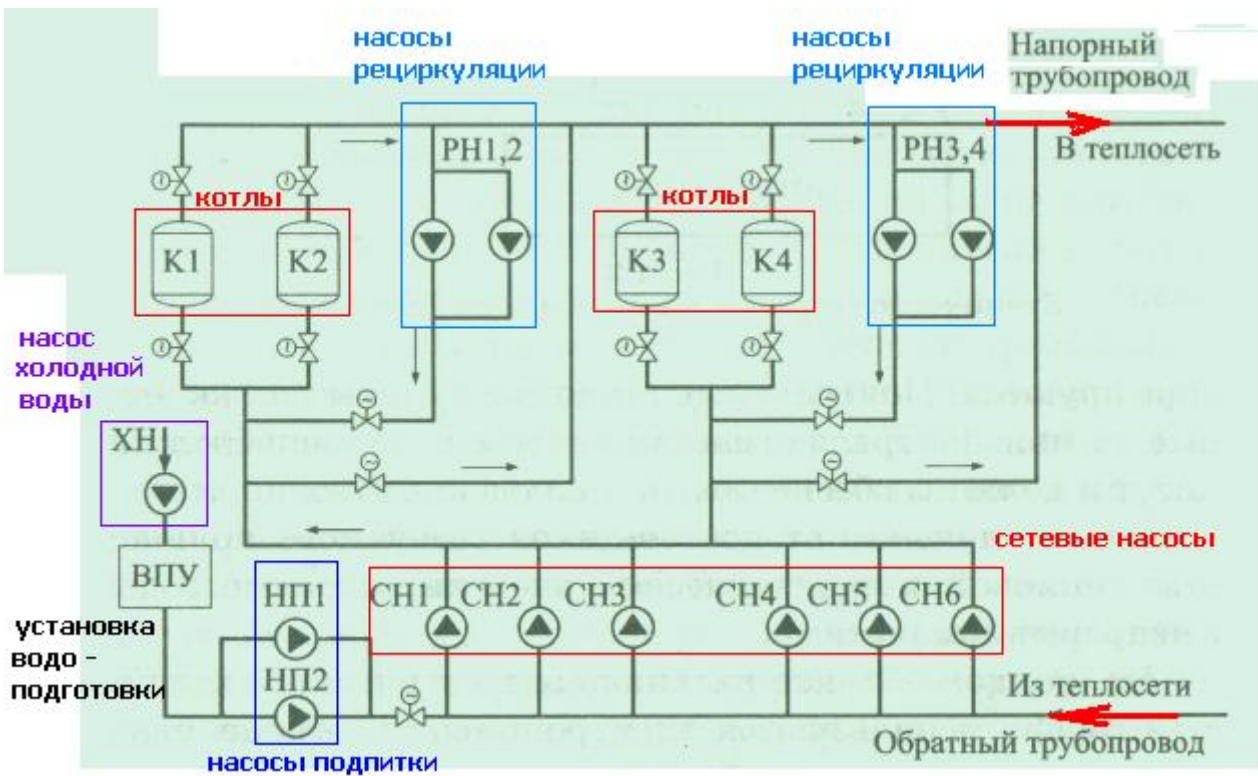 насосы
рециркуляции
насосы
рециркуляции
Напорный
трубопровод
РН1,2
РН3,4
В теплосеть
котлы
котлы
К1
К2
К3
К4
насос
холодной
воды
ХН
сетевые насосы
ВПУ
НП1
СН1
СН2
СН3
СН4
СН5
СН6
установка
водо -
подготовки
НП2
Из теплосети
Обратный трубопровод
насосы подпитки